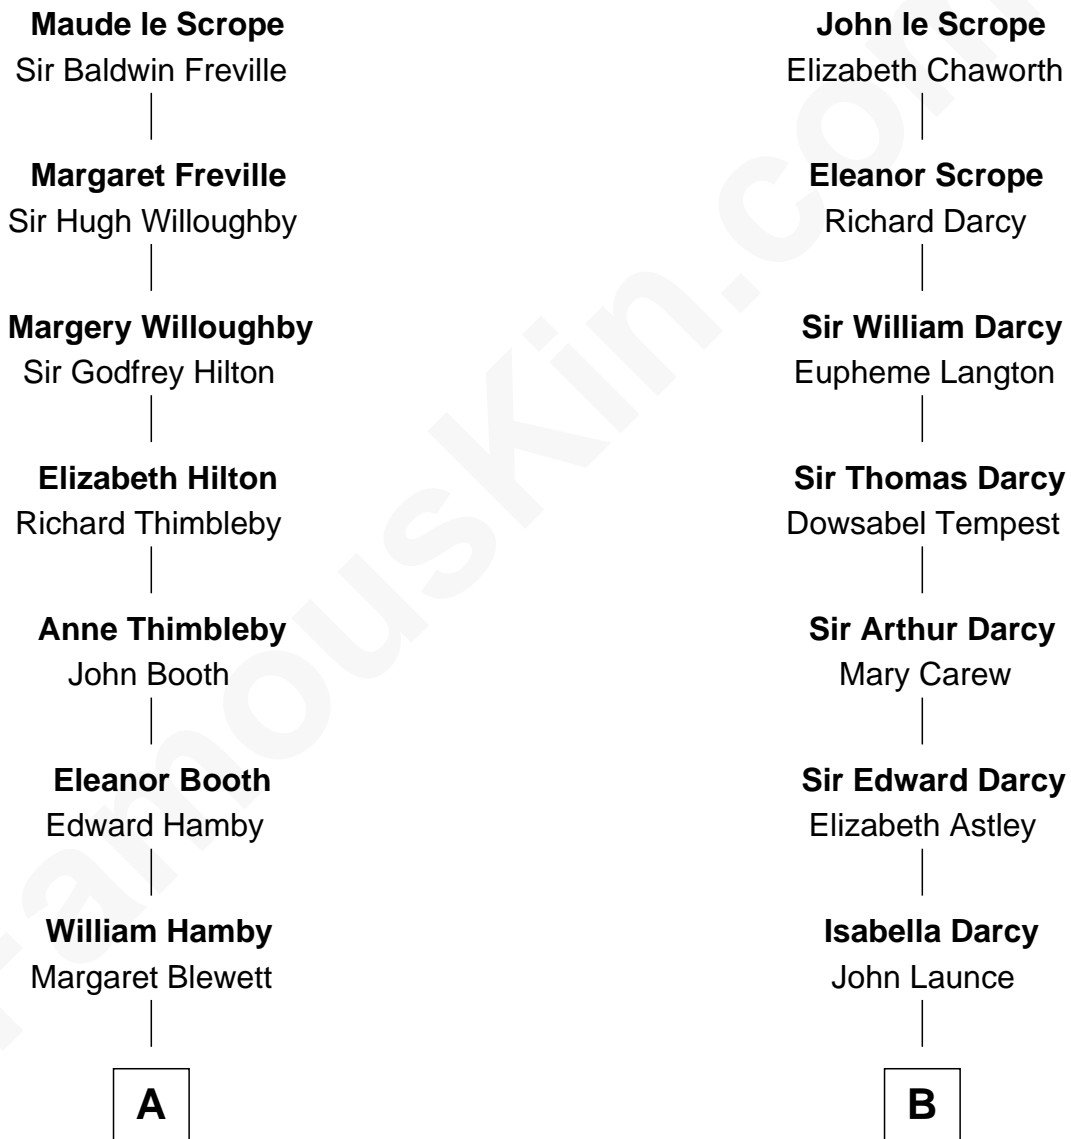 Maude le Scrope
Sir Baldwin Freville
Margaret Freville
Sir Hugh Willoughby
Margery Willoughby
Sir Godfrey Hilton
Elizabeth Hilton
Richard Thimbleby
Anne Thimbleby
John Booth
Eleanor Booth
Edward Hamby
William Hamby
Margaret Blewett
A
John le Scrope
Elizabeth Chaworth
Eleanor Scrope
Richard Darcy
Sir William Darcy
Eupheme Langton
Sir Thomas Darcy
Dowsabel Tempest
Sir Arthur Darcy
Mary Carew
Sir Edward Darcy
Elizabeth Astley
Isabella Darcy
John Launce
B
FamousKin.com